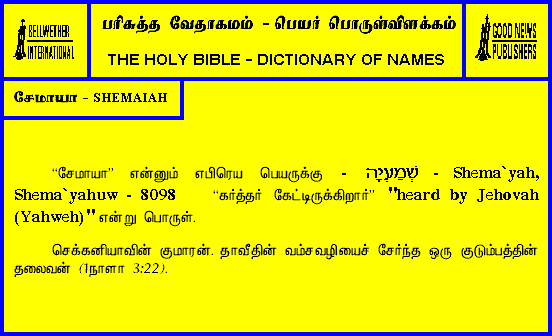 BELLWETHER
INTERNATIONAL
பரிசுத்த வேதாகமம் - பெயர் பொருள்விளக்கம்
THE HOLY BIBLE - DICTIONARY OF NAMES
GOOD NEWS
PUBLISHERS
சேமாயா - SHEMAIAH
“சேமாயா” என்னும் எபிரெய பெயருக்கு - שְׁמַעְיָה - Shema`yah,
Shema`yahuw - 8098 “கர்த்தர் கேட்டிருக்கிறார்” "heard by Jehovah
(Yahweh)" என்று பொருள்.
செக்கனியாவின் குமாரன். தாவீதின் வம்சவழியைச் சேர்ந்த ஒரு குடும்பத்தின்
தலைவன் (1நாளா 3:22).